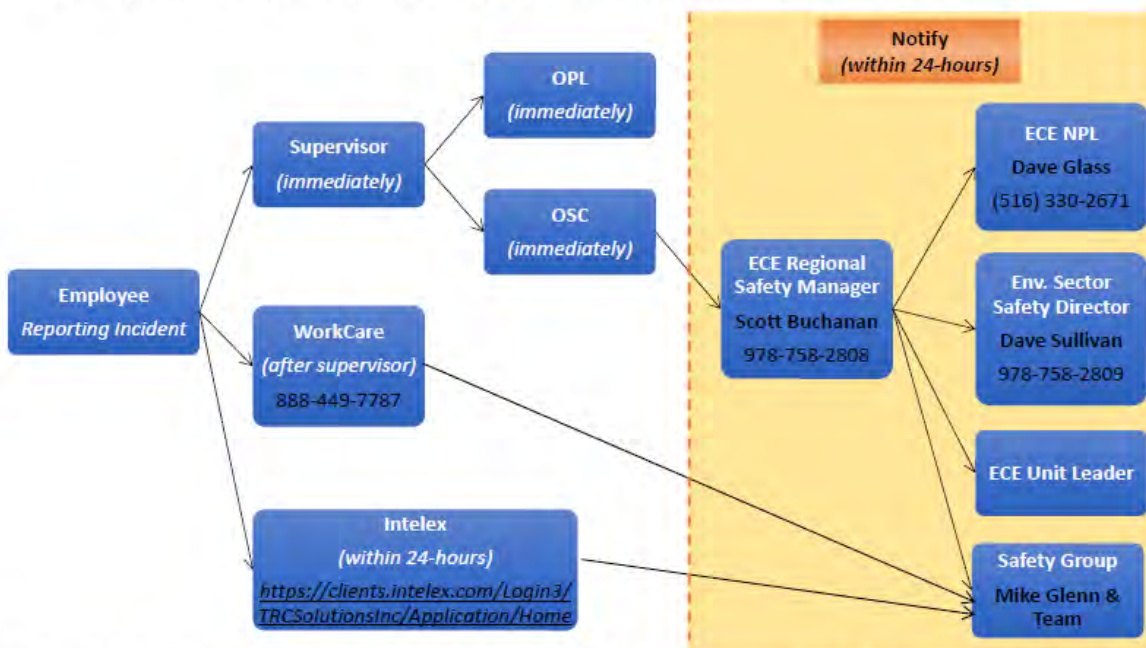 Notify
(within 24-hours)
OPL
(immediately)
Supervisor
(immediately)
OSC
(immediately)
ECE NPL
Dave Glass
(516) 330-2671
Employee
Reporting Incident
WorkCare
(after supervisor)
888-449-7787
ECE Regional
Safety Manager
Scott Buchanan
978-758-2808
Env. Sector
Safety Director
Dave Sullivan
978-758-2809
ECE Unit Leader
Intelex
(within 24-hours)
https://clients.intelex.com/Login3/
TRCSolutionsInc/Application/Home
Safety Group
Mike Glenn &
Team